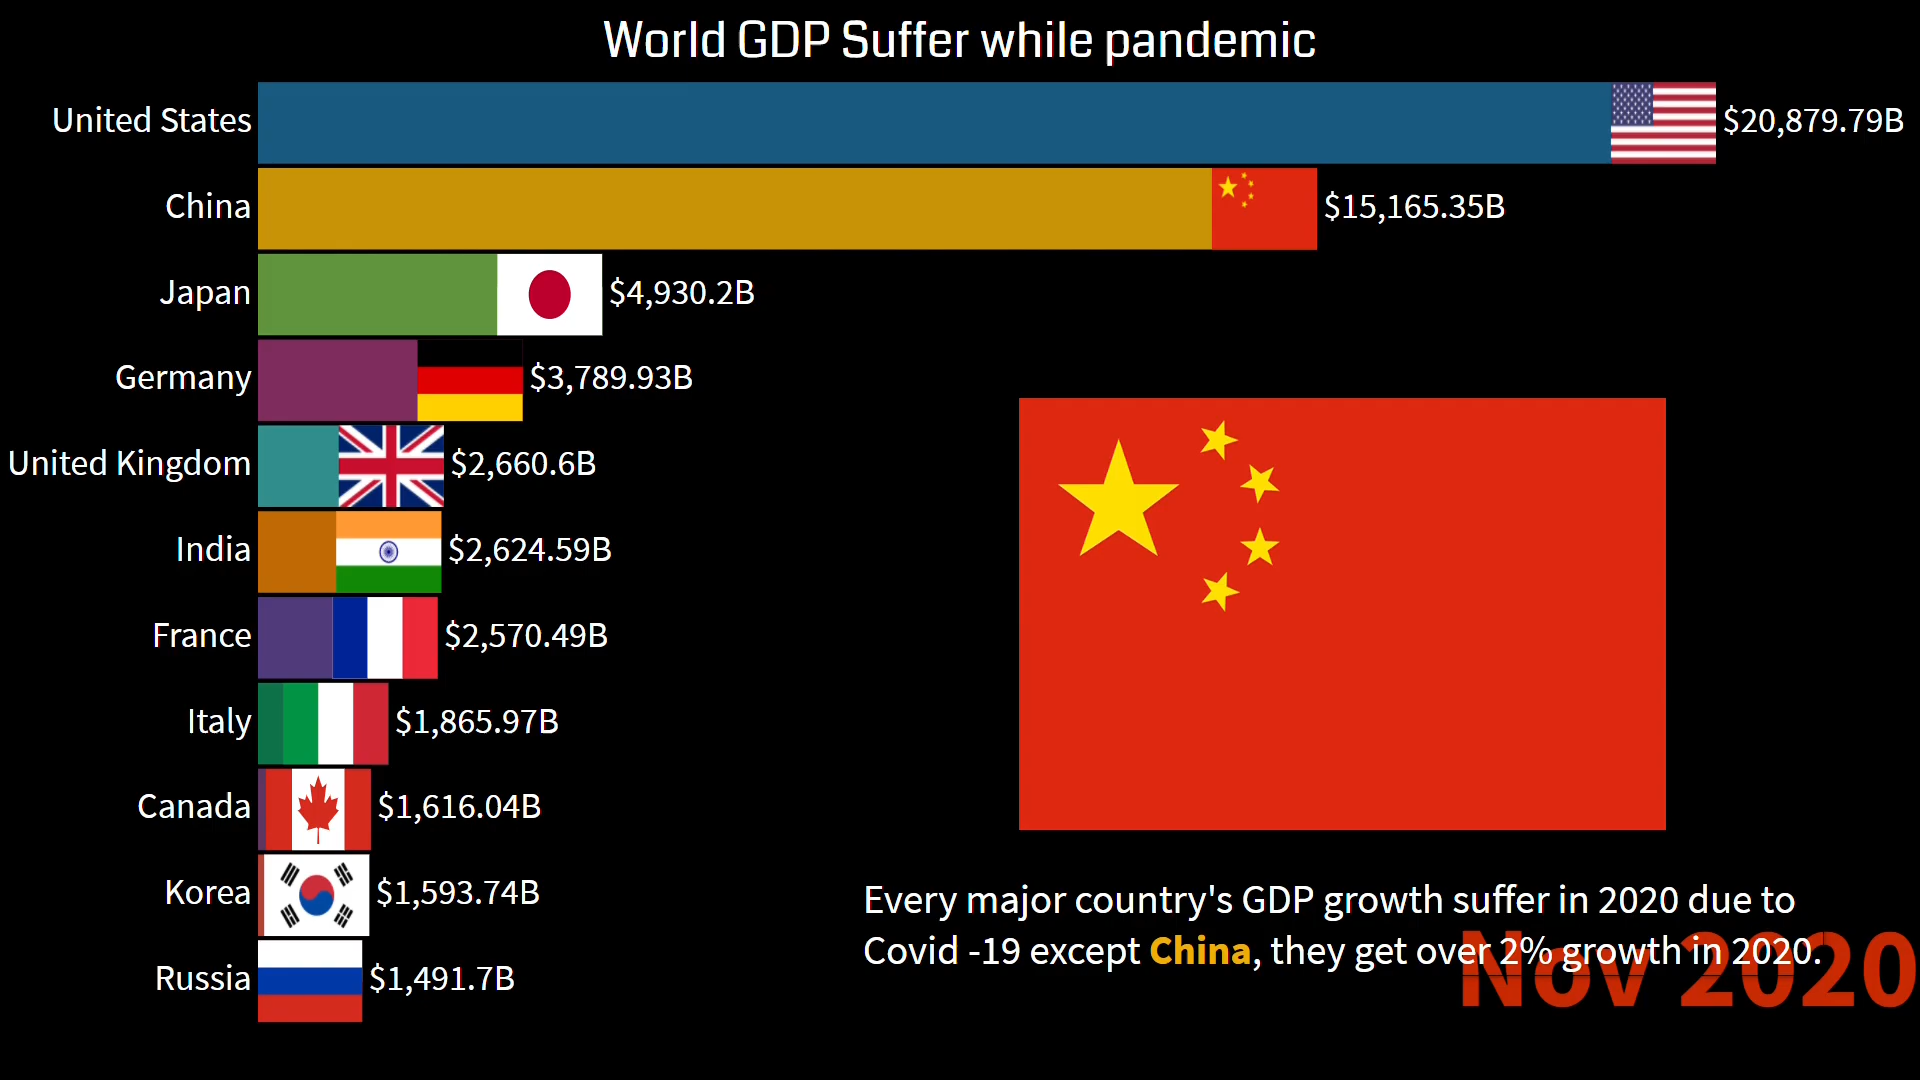 World GDP Suffer while pandemic
United States $20,879.79B
China $15,165.35B
Japan $4,930.2B
Germany $3,789.93B
United Kingdom $2,660.6B
India $2,624.59B
France $2,570.49B
Italy $1,865.97B
Canada $1,616.04B
Korea $1,593.74B
Russia $1,491.7B
Every major country's GDP growth suffer in 2020 due to
Covid -19 except China, they get over 2% growth in 2020.
Nov 2020